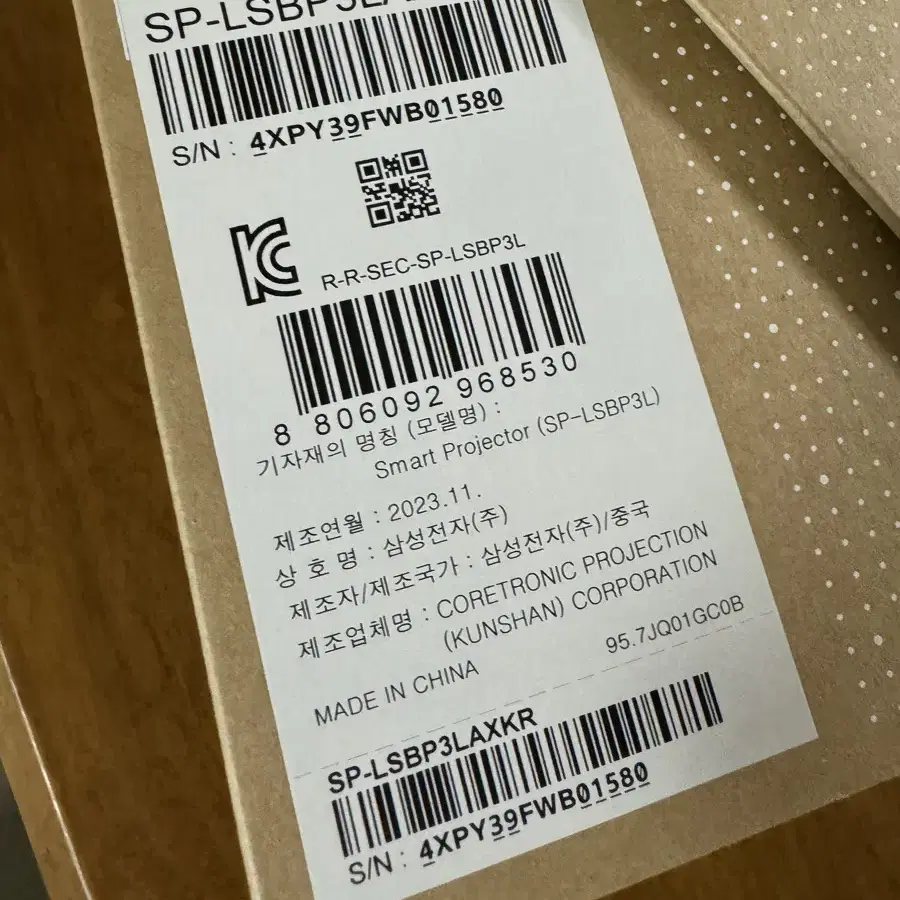 S/N : 4XPY39FWB01580
R-R-SEC-SP-LSBP3L
8 806092 968530
기자재의 명칭 (모델명) :
Smart Projector (SP-LSBP3L)
제조연월 : 2023.11.
상 호 명 : 삼성전자(주)
제조자/제조국가 : 삼성전자(주)/중국
제조업체명 : CORETRONIC PROJECTION
(KUNSHAN) CORPORATION
MADE IN CHINA
95.7JQ01GC0B
SP-LSBP3LAXKR
S/N : 4XPY39FWB01580